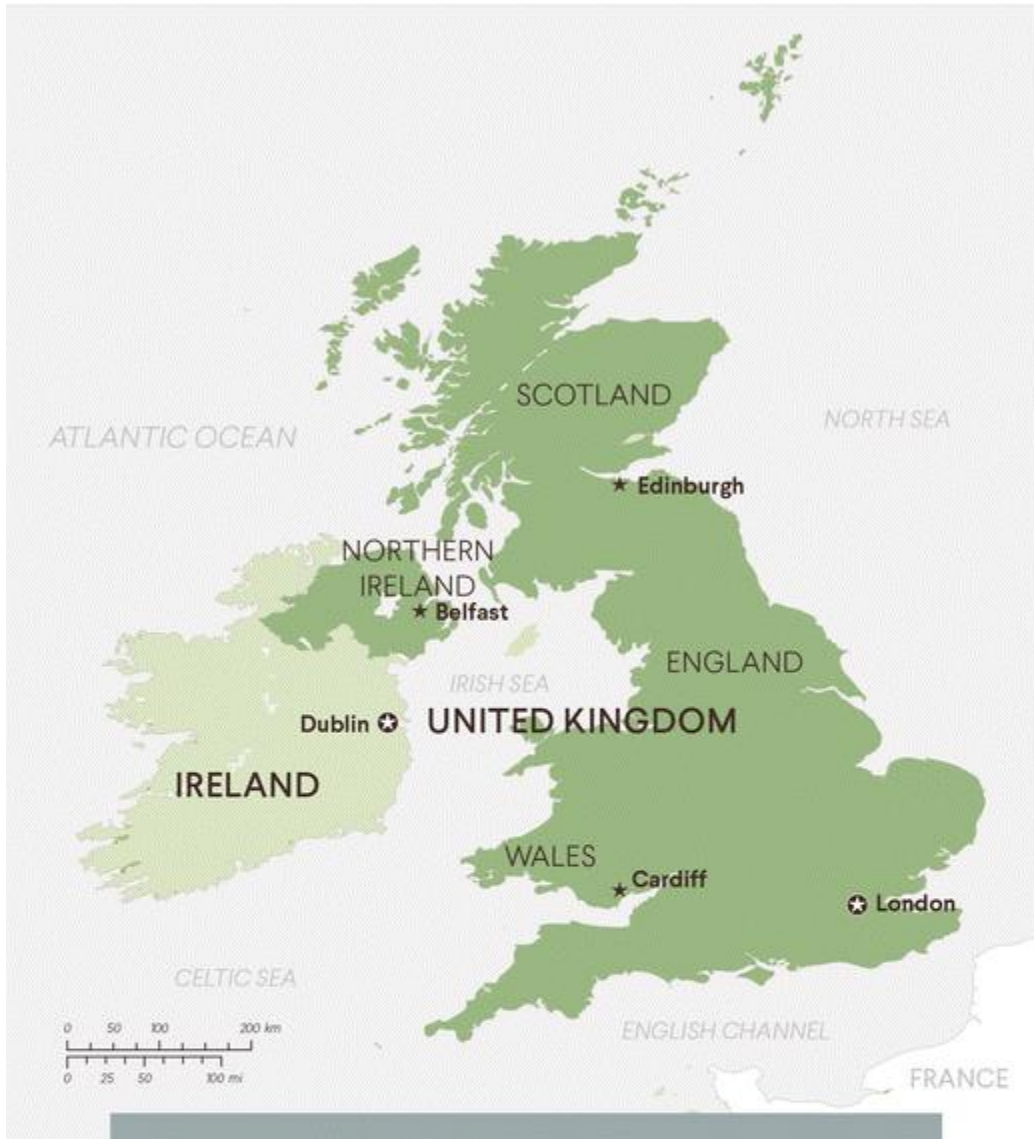 SCOTLAND
ATLANTIC OCEAN
NORTH SEA
Edinburgh
NORTHERN
IRELAND
Belfast
ENGLAND
IRISH SEA
Dublin
UNITED KINGDOM
IRELAND
WALES
Cardiff
London
CELTIC SEA
0 50 100 200 km
0 25 50 100 mi
ENGLISH CHANNEL
FRANCE